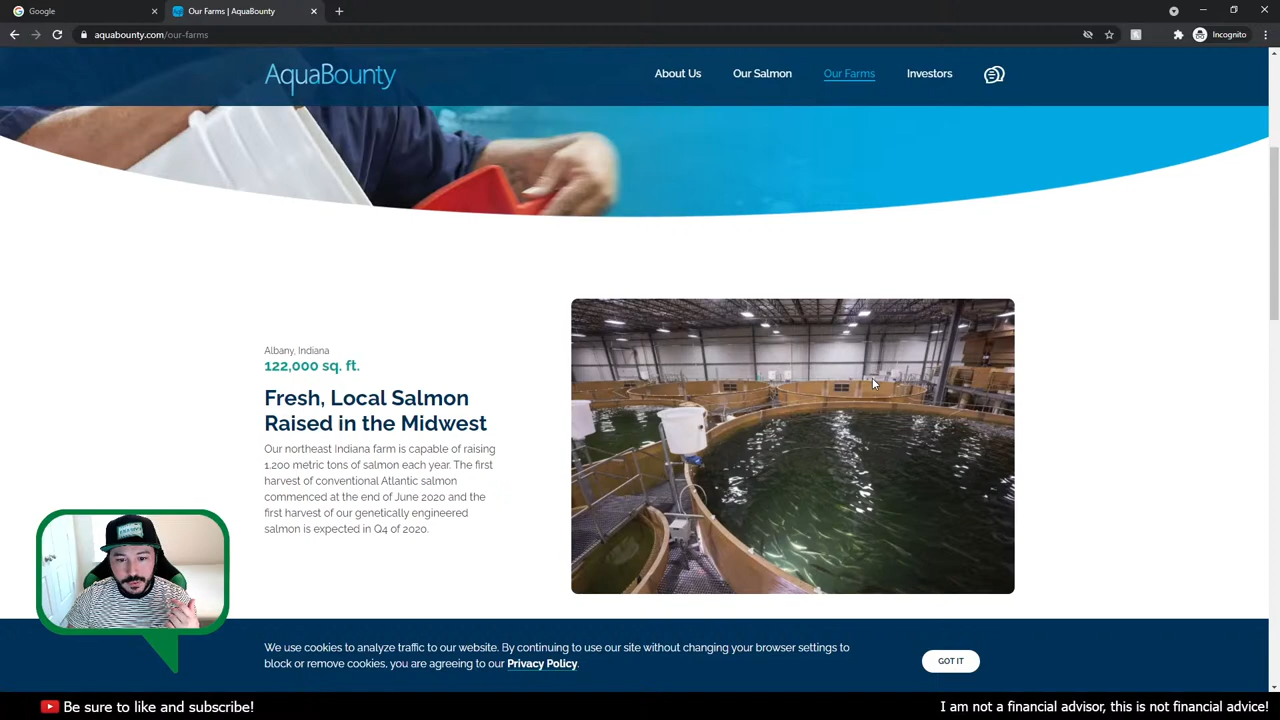 Google
Our Farms | AquaBounty
aquabounty.com/our-farms
Incognito
AquaBounty
About Us
Our Salmon
Our Farms
Investors
Albany, Indiana
122,000 sq. ft.
Fresh, Local Salmon
Raised in the Midwest
Our northeast Indiana farm is capable of raising
1,200 metric tons of salmon each year. The first
harvest of conventional Atlantic salmon
commenced at the end of June 2020 and the
first harvest of our genetically engineered
salmon is expected in Q4 of 2020.
We use cookies to analyze traffic to our website. By continuing to use our site without changing your browser settings to
block or remove cookies, you are agreeing to our Privacy Policy.
GOT IT
Be sure to like and subscribe!
I am not a financial advisor, this is not financial advice!